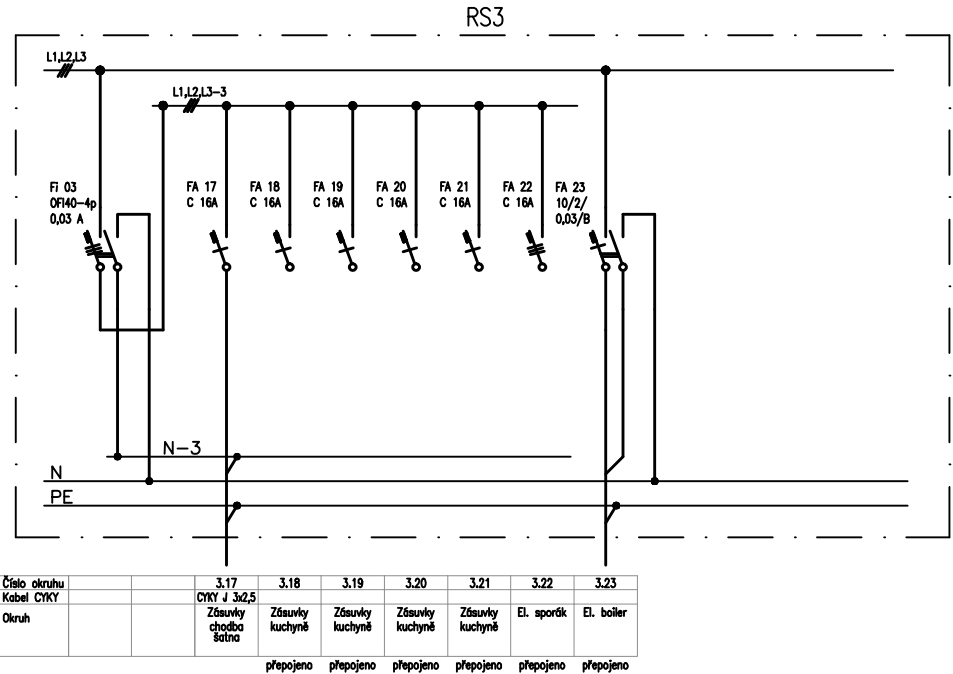 RS3
L1,L2,L3
L1,L2,L3-3
Fi 03
OFI40-4p
0,03 A
FA 17
C 16A
FA 18
C 16A
FA 19
C 16A
FA 20
C 16A
FA 21
C 16A
FA 22
C 16A
FA 23
10/2/
0,03/B
N-3
N
PE
Číslo okruhu 3.17 3.18 3.19 3.20 3.21 3.22 3.23
Kabel CYKY CYKY J 3x2,5
Okruh
Zásuvky
chodba
šatna
Zásuvky
kuchyně
Zásuvky
kuchyně
Zásuvky
kuchyně
Zásuvky
kuchyně
El. sporák
El. boiler
přepojeno přepojeno přepojeno přepojeno přepojeno přepojeno